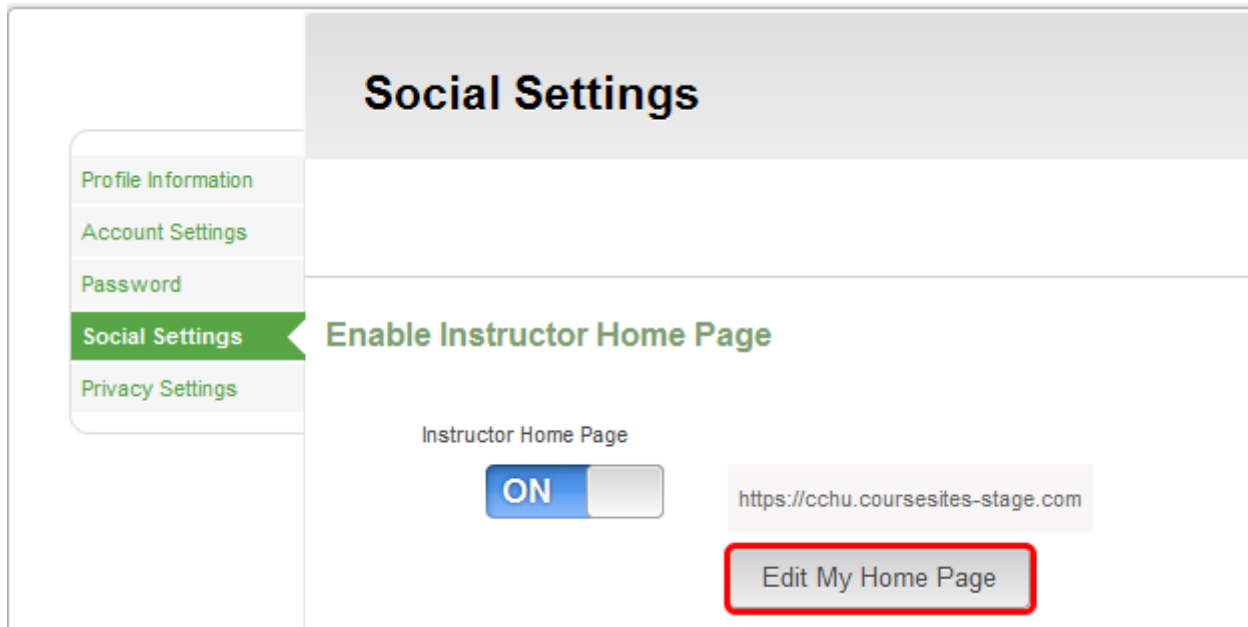 Social Settings
Profile Information
Account Settings
Password
Social Settings
Privacy Settings
Enable Instructor Home Page
Instructor Home Page
ON
https://cchu.coursesites-stage.com
Edit My Home Page